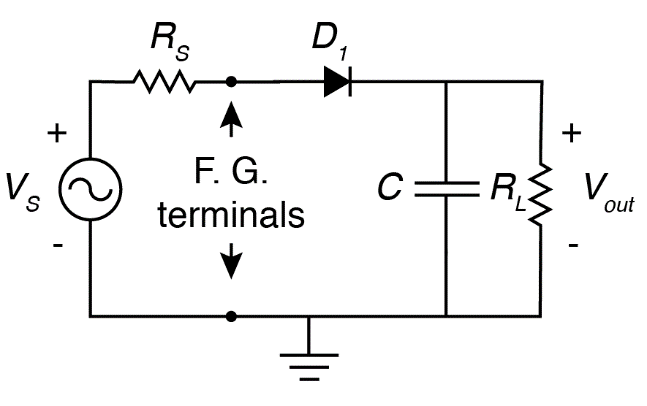 R_S
D_1
+
+
V_S
F. G.
terminals
C
R_L
V_out
-
-